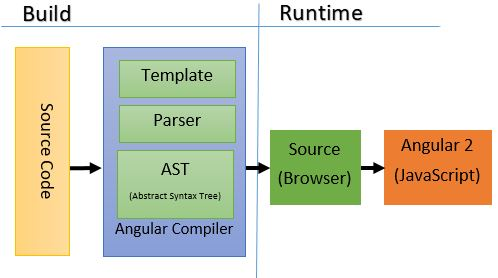 Build
Runtime
Source Code
Template
Parser
AST
(Abstract Syntax Tree)
Angular Compiler
Source
(Browser)
Angular 2
(JavaScript)